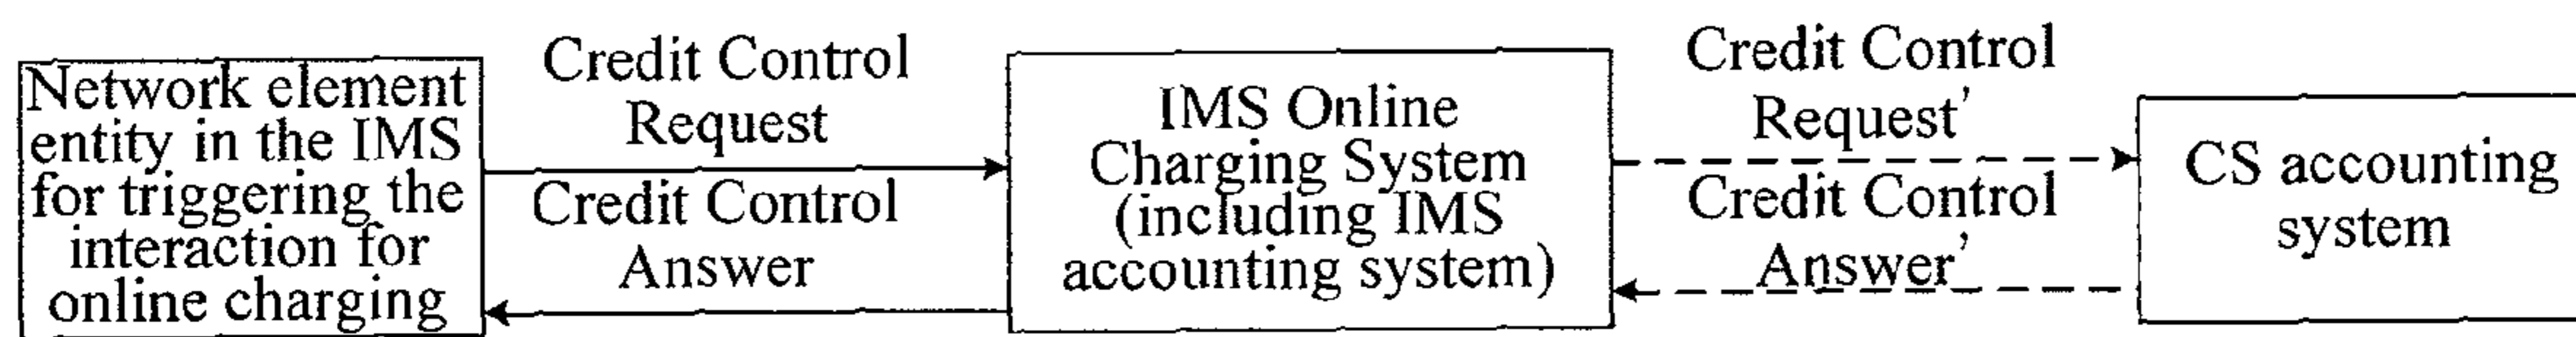 Network element
entity in the IMS
for triggering the
interaction for
online charging
Credit Control
Request
Credit Control
Answer
IMS Online
Charging System
(including IMS
accounting system)
Credit Control
Request'
Credit Control
Answer'
CS accounting
system